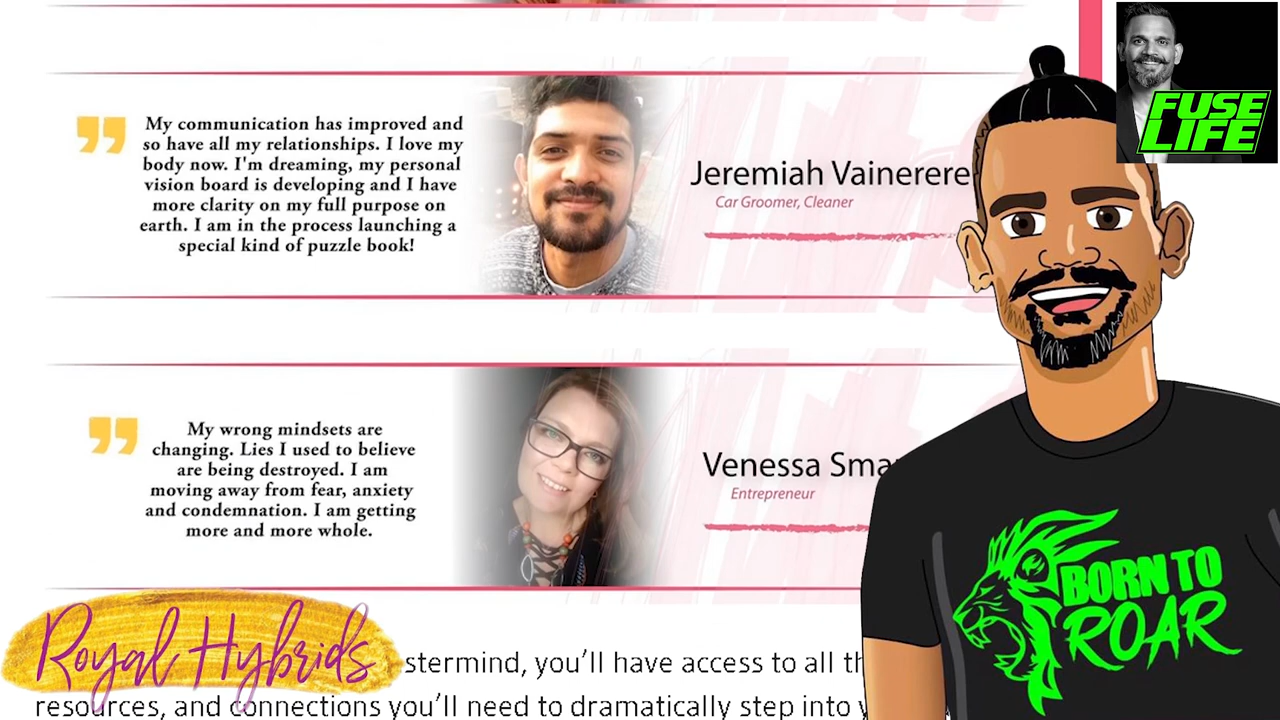 FUSE
LIFE
My communication has improved and
so have all my relationships. I love my
body now. I'm dreaming, my personal
vision board is developing and I have
more clarity on my full purpose on
earth. I am in the process launching a
special kind of puzzle book!
Jeremiah Vainerere
Car Groomer, Cleaner
My wrong mindsets are
changing. Lies I used to believe
are being destroyed. I am
moving away from fear, anxiety
and condemnation. I am getting
more and more whole.
Venessa
Entrepreneur
BORN TO
ROAR
Royal Hybrids
you’ll have access to all
resources, and connections you’ll need to dramatically step into